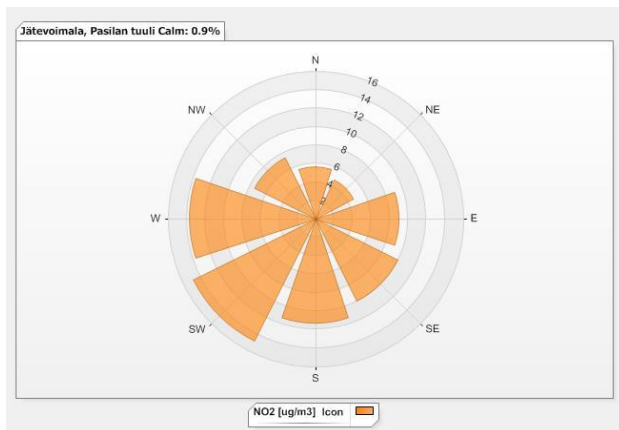 Jätevoimala, Pasilan tuuli Calm: 0.9%
N
NW
NE
16
14
12
10
8
6
4
2
W
E
SW
SE
S
NO2 [ug/m3] Icon